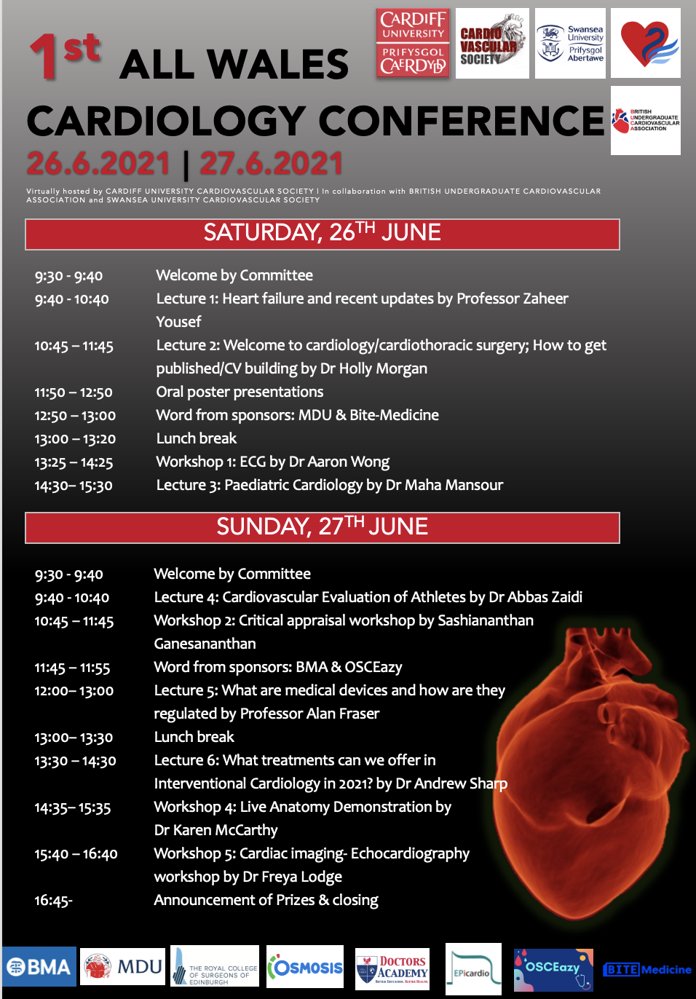 1st ALL WALES
CARDIFF
UNIVERSITY
PRIFYSGOL
CAERDYDD
CARDIO
VASCULAR
SOCIETY
Swansea
University
Prifysgol
Abertawe
CARDIOLOGY CONFERENCE
BRITISH
UNDERGRADUATE
CARDIOVASCULAR
ASSOCIATION
26.6.2021 | 27.6.2021
Virtually hosted by CARDIFF UNIVERSITY CARDIOVASCULAR SOCIETY | In collaboration with BRITISH UNDERGRADUATE CARDIOVASCULAR
ASSOCIATION and SWANSEA UNIVERSITY CARDIOVASCULAR SOCIETY
SATURDAY, 26TH JUNE
9:30 - 9:40 Welcome by Committee
9:40 - 10:40 Lecture 1: Heart failure and recent updates by Professor Zaheer
Yousef
10:45 – 11:45 Lecture 2: Welcome to cardiology/cardiothoracic surgery; How to get
published/CV building by Dr Holly Morgan
11:50 – 12:50 Oral poster presentations
12:50 – 13:00 Word from sponsors: MDU & Bite-Medicine
13:00 – 13:20 Lunch break
13:25 – 14:25 Workshop 1: ECG by Dr Aaron Wong
14:30– 15:30 Lecture 3: Paediatric Cardiology by Dr Maha Mansour
SUNDAY, 27TH JUNE
9:30 - 9:40 Welcome by Committee
9:40 - 10:40 Lecture 4: Cardiovascular Evaluation of Athletes by Dr Abbas Zaidi
10:45 – 11:45 Workshop 2: Critical appraisal workshop by Sashiananthan
Ganesananthan
11:45 – 11:55 Word from sponsors: BMA & OSCEazy
12:00– 13:00 Lecture 5: What are medical devices and how are they
regulated by Professor Alan Fraser
13:00– 13:30 Lunch break
13:30 – 14:30 Lecture 6: What treatments can we offer in
Interventional Cardiology in 2021? by Dr Andrew Sharp
14:35– 15:35 Workshop 4: Live Anatomy Demonstration by
Dr Karen McCarthy
15:40 – 16:40 Workshop 5: Cardiac imaging- Echocardiography
workshop by Dr Freya Lodge
16:45- Announcement of Prizes & closing
BMA
MDU
THE ROYAL COLLEGE
OF SURGEONS OF
EDINBURGH
OSMOSIS
DOCTORS
ACADEMY
BETTER EDUCATION. BETTER HEALTH.
EPicardio
OSCEazy
BITE Medicine